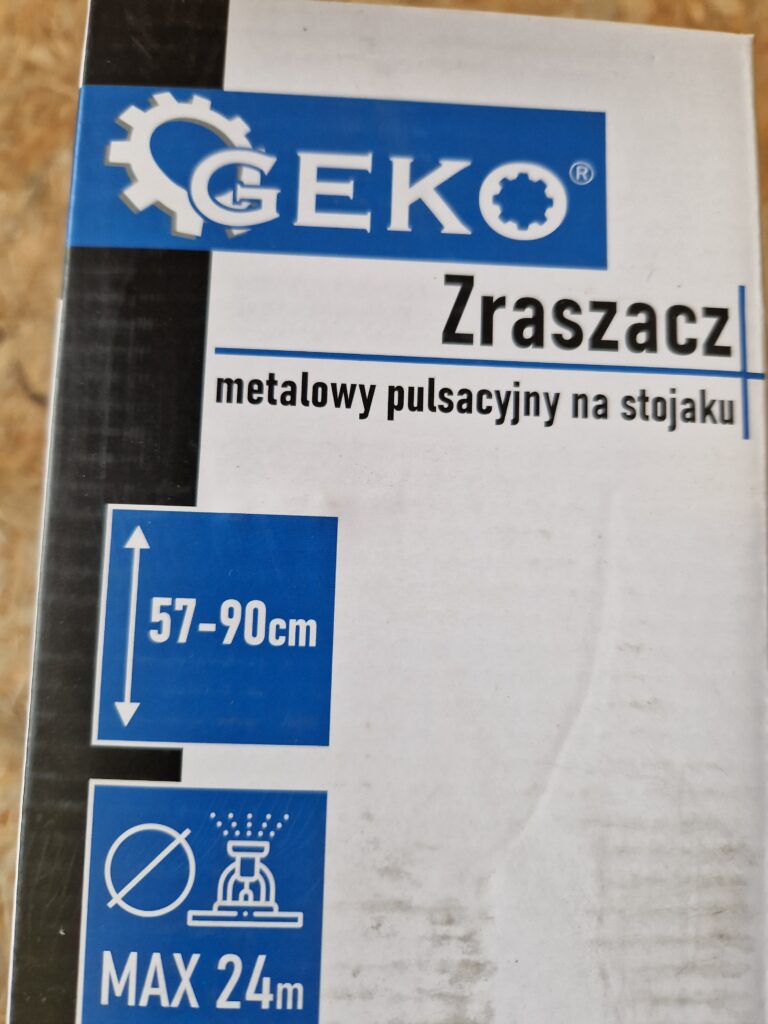 GEKO®
Zraszacz
metalowy pulsacyjny na stojaku
57-90cm
MAX 24m